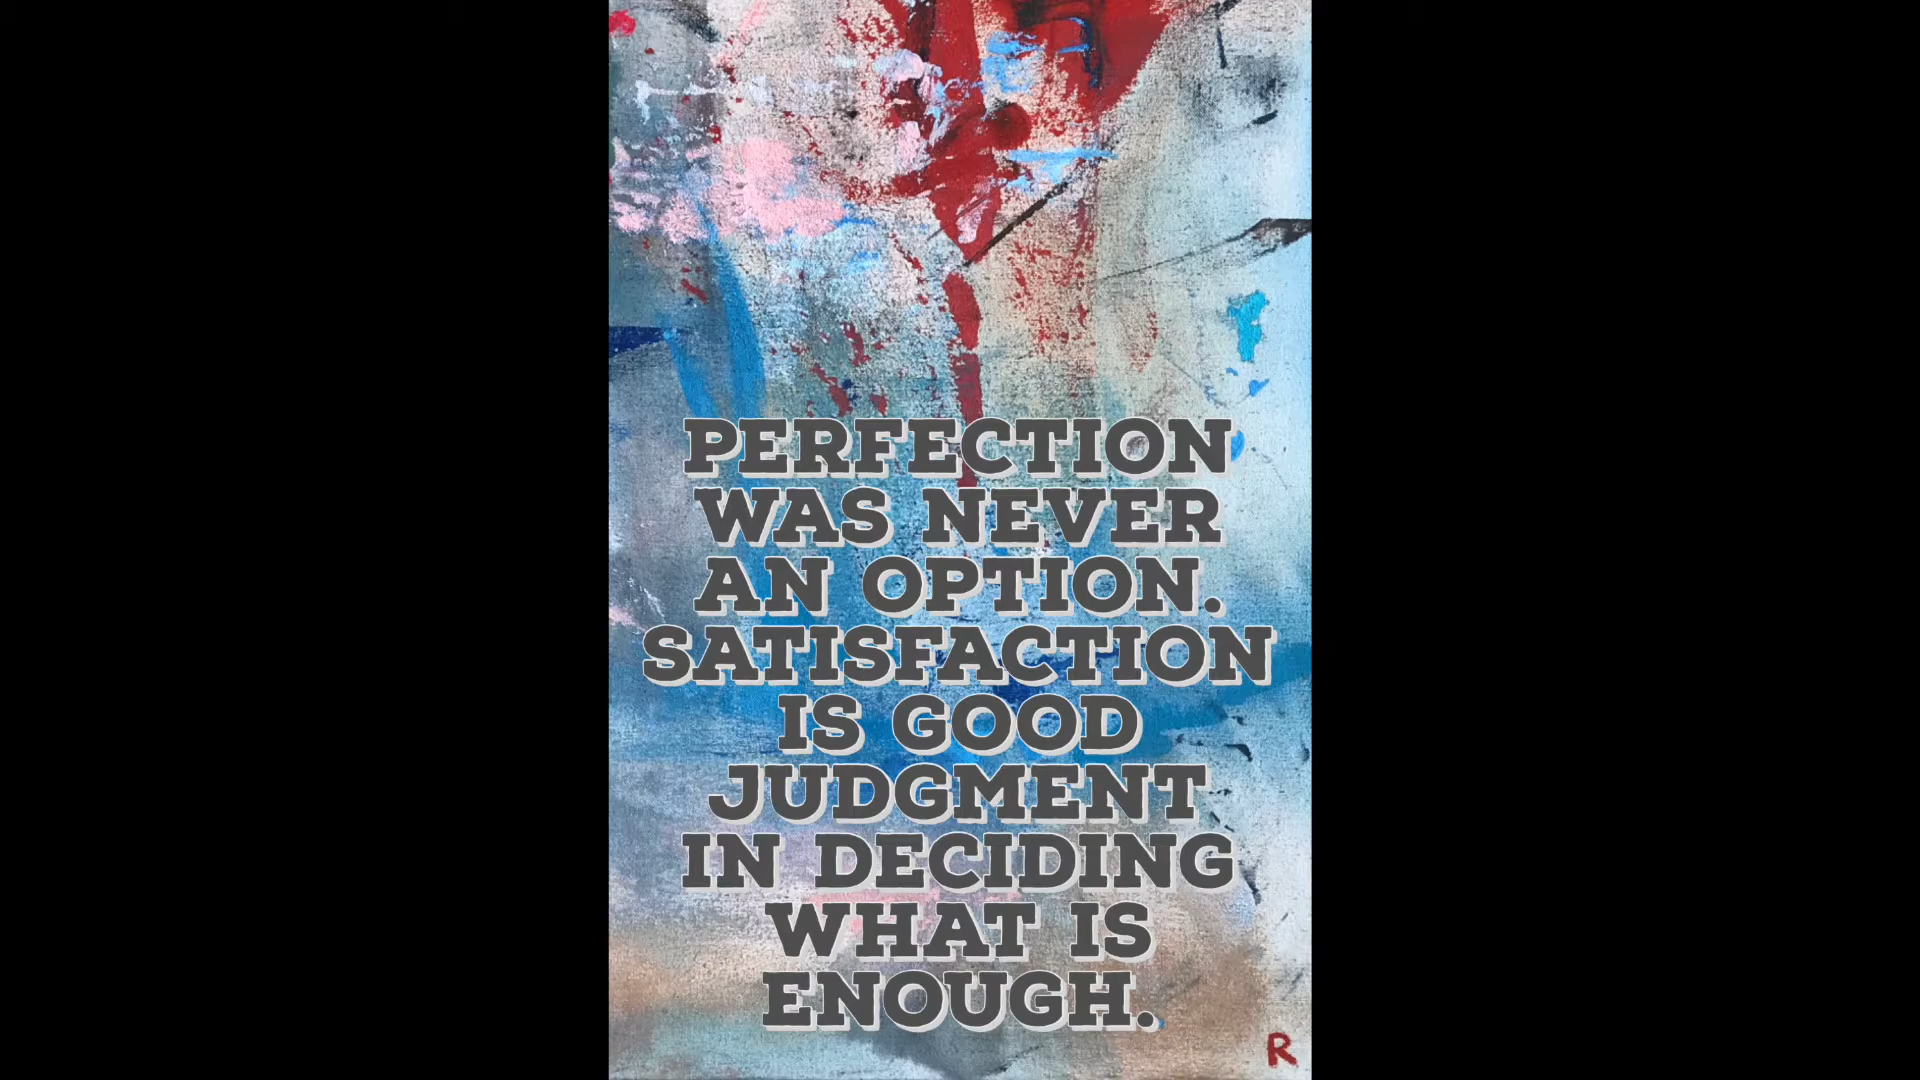 PERFECTION
WAS NEVER
AN OPTION.
SATISFACTION
IS GOOD
JUDGMENT
IN DECIDING
WHAT IS
ENOUGH.
R